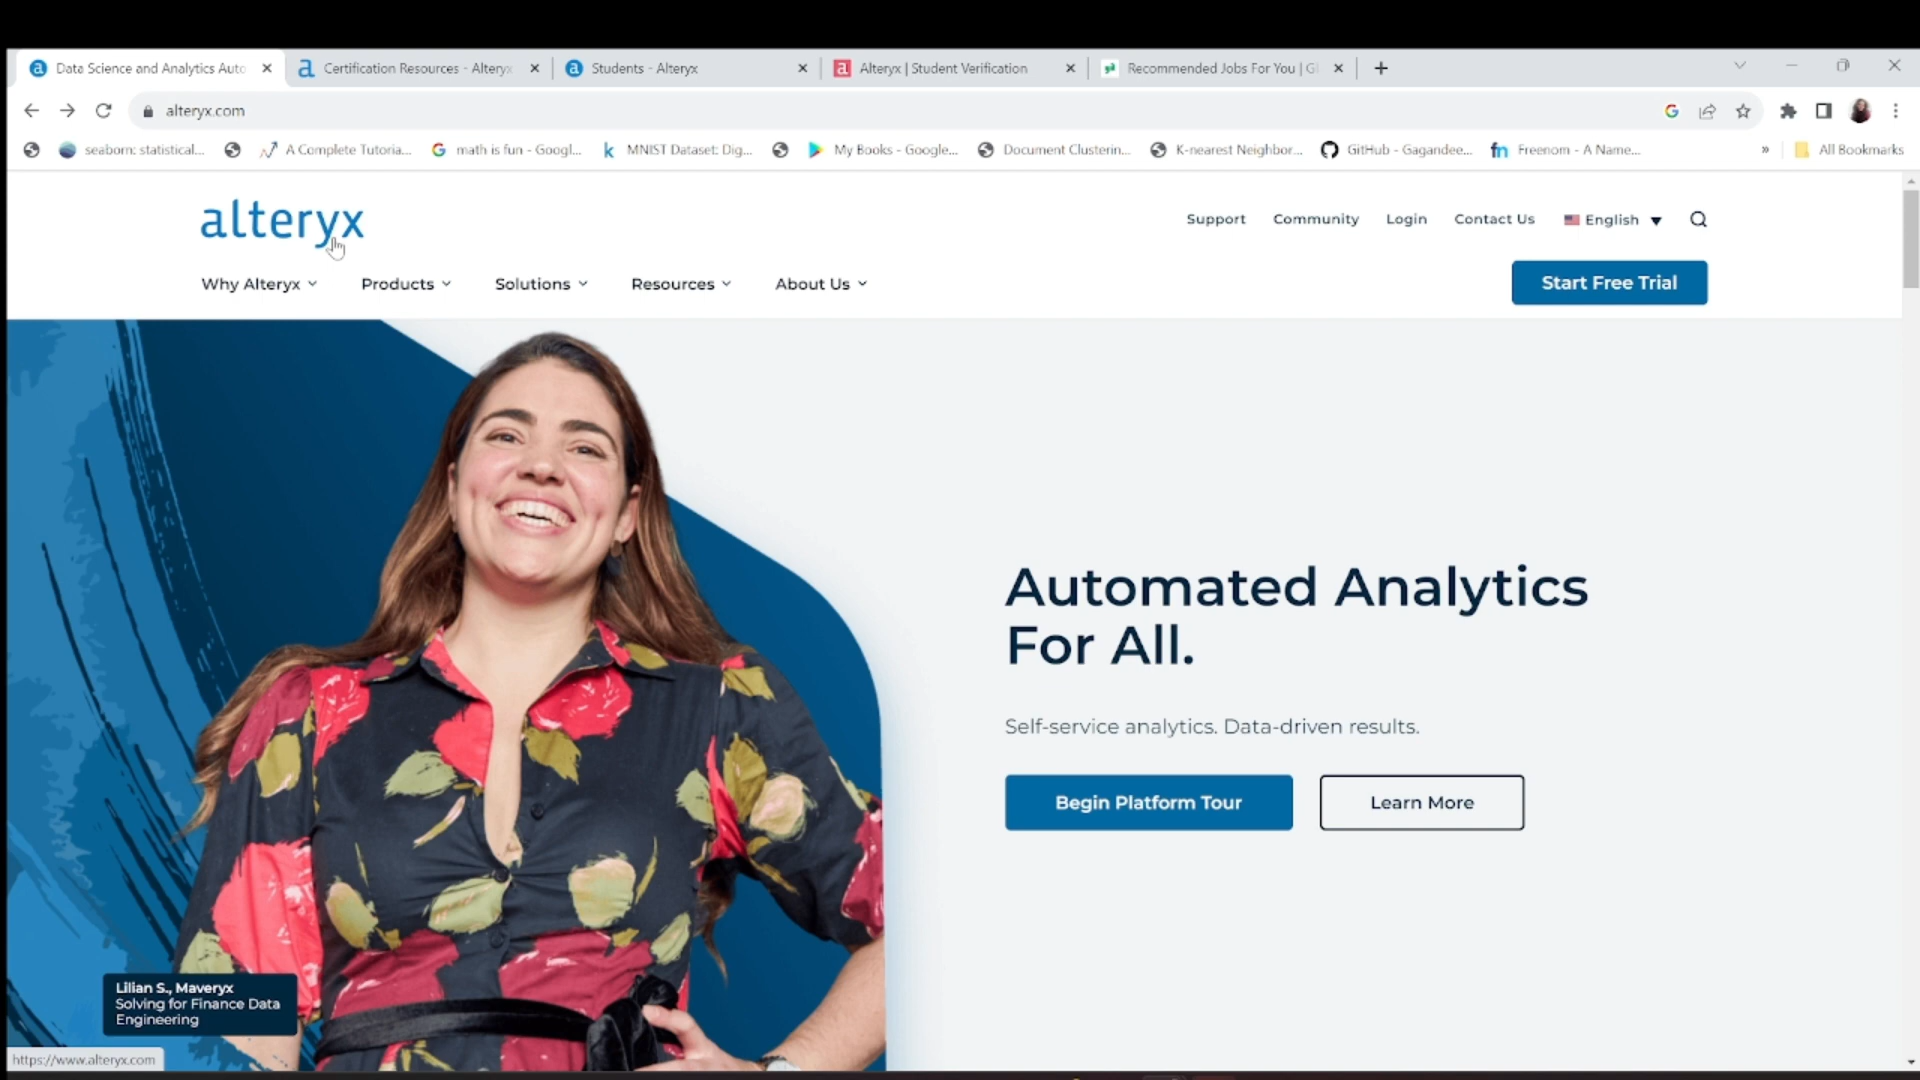 Data Science and Analytics Auto
Certification Resources - Alteryx
Students - Alteryx
Alteryx | Student Verification
Recommended Jobs For You | Gl
alteryx.com
seaborn: statistical...
A Complete Tutoria...
math is fun - Googl...
MNIST Dataset: Dig...
My Books - Google...
Document Clusterin...
K-nearest Neighbor...
GitHub - Gagandee...
Freenom - A Name...
All Bookmarks
alteryx
Support
Community
Login
Contact Us
English
Why Alteryx
Products
Solutions
Resources
About Us
Start Free Trial
Automated Analytics
For All.
Self-service analytics. Data-driven results.
Begin Platform Tour
Learn More
Lilian S., Maveryx
Solving for Finance Data
Engineering
https://www.alteryx.com